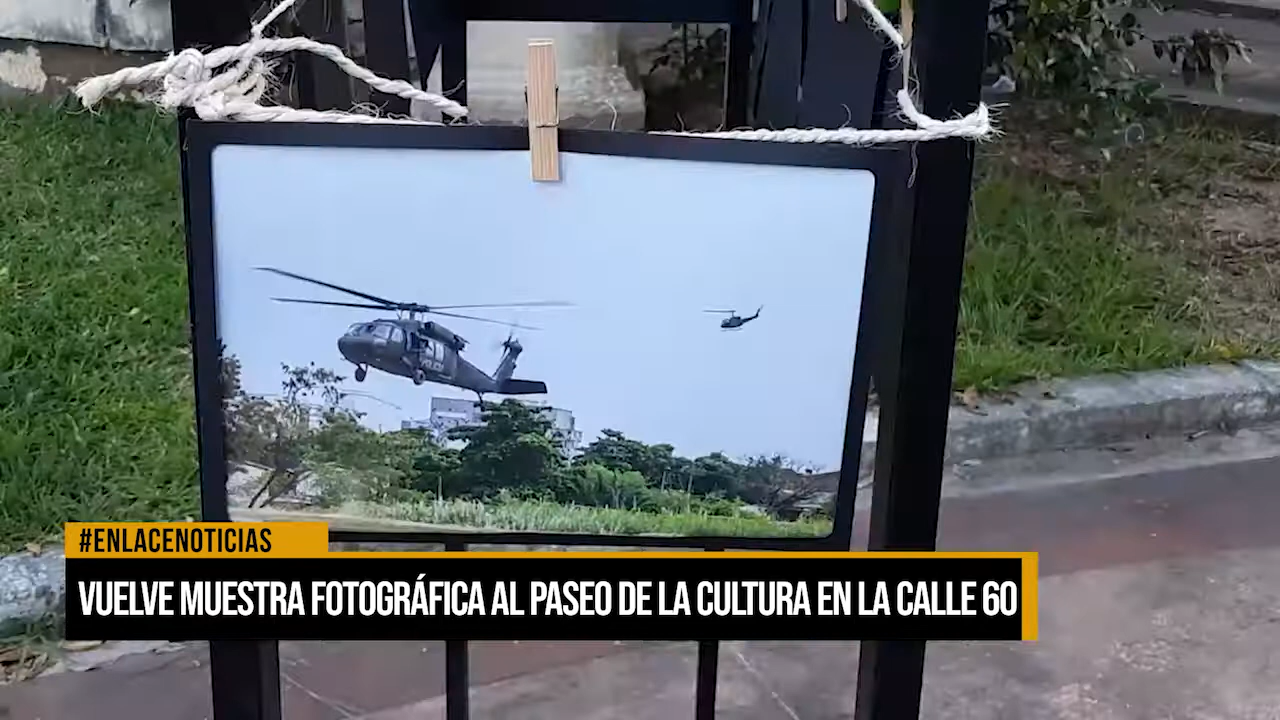 #ENLACENOTICIAS
VUELVE MUESTRA FOTOGRÁFICA AL PASEO DE LA CULTURA EN LA CALLE 60